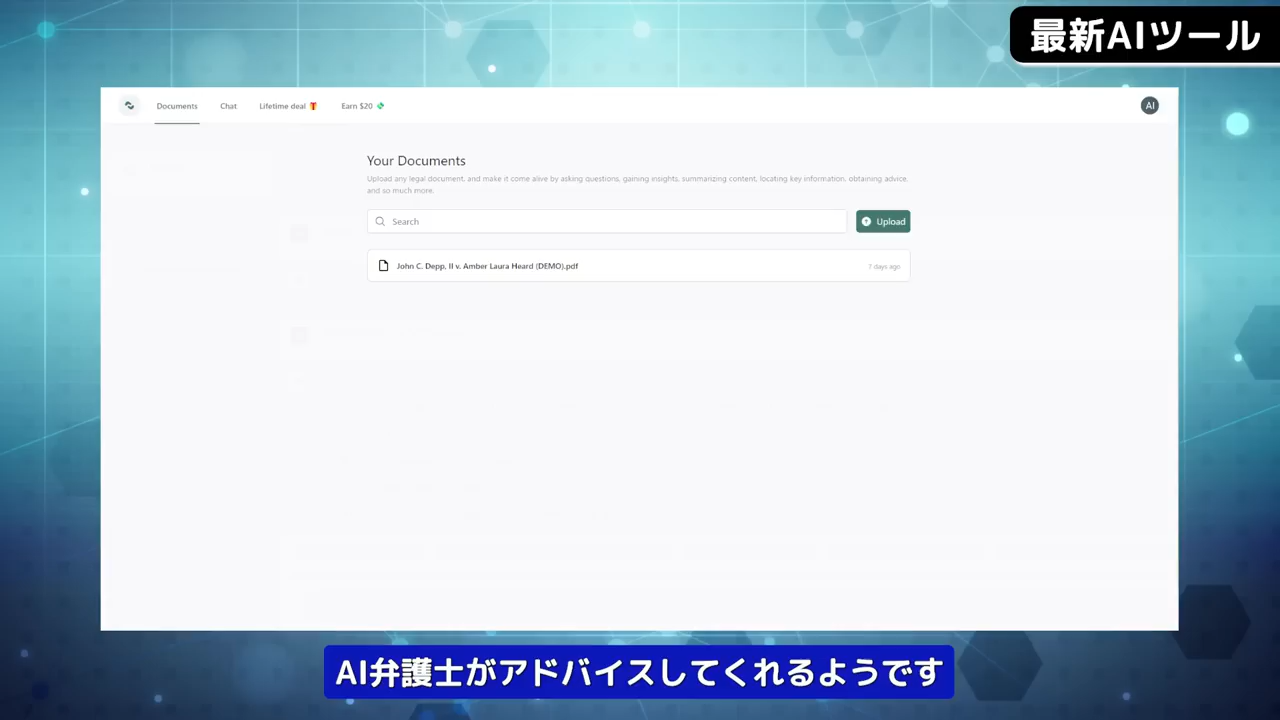 最新AIツール
Documents Chat Lifetime deal Earn $20 AI
Your Documents
Upload any legal document, and make it come alive by asking questions, gaining insights, summarizing content, locating key information, obtaining advice,
and so much more.
Search Upload
John C. Depp, II v. Amber Laura Heard (DEMO).pdf 7 days ago
AI弁護士がアドバイスしてくれるようです